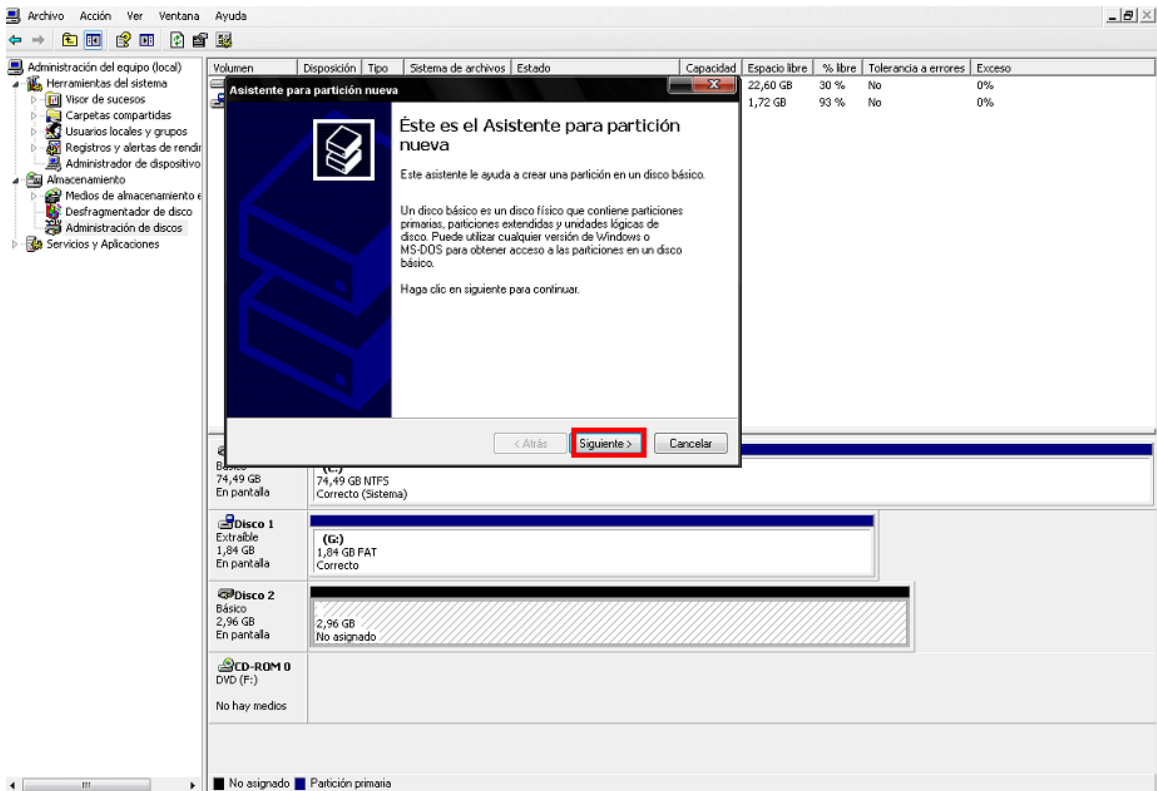 Archivo Acción Ver Ventana Ayuda
Administración del equipo (local)
Herramientas del sistema
Visor de sucesos
Carpetas compartidas
Usuarios locales y grupos
Registros y alertas de rendir
Administrador de dispositivo
Almacenamiento
Medios de almacenamiento e
Desfragmentador de disco
Administración de discos
Servicios y Aplicaciones
Volumen Disposición Tipo Sistema de archivos Estado Capacidad Espacio libre % libre Tolerancia a errores Exceso
22,60 GB 30 % No 0%
1,72 GB 93 % No 0%
Asistente para partición nueva
Éste es el Asistente para partición
nueva
Este asistente le ayuda a crear una partición en un disco básico.
Un disco básico es un disco físico que contiene particiones
primarias, particiones extendidas y unidades lógicas de
disco. Puede utilizar cualquier versión de Windows o
MS-DOS para obtener acceso a las particiones en un disco
básico.
Haga clic en siguiente para continuar.
< Atrás Siguiente > Cancelar
Básico
74,49 GB
En pantalla
(C:)
74,49 GB NTFS
Correcto (Sistema)
Disco 1
Extraíble
1,84 GB
En pantalla
(G:)
1,84 GB FAT
Correcto
Disco 2
Básico
2,96 GB
En pantalla
2,96 GB
No asignado
CD-ROM 0
DVD (F:)
No hay medios
No asignado Partición primaria